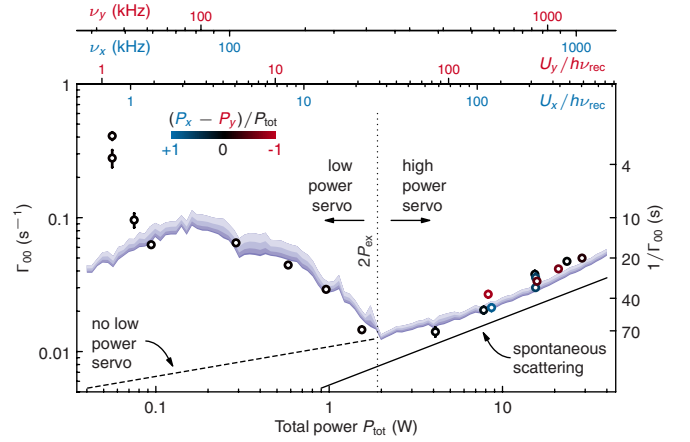 ν_y (kHz) 100 1000
ν_x (kHz) 100 1000
1 10 100 U_y/hν_rec
1 10 100 U_x/hν_rec
(P_x − P_y)/P_tot
+1 0 -1
low power servo
high power servo
2P_ex
no low power servo
spontaneous scattering
1
0.1
0.01
Γ_00 (s⁻¹)
4
10
20
40
70
1/Γ_00 (s)
0.1 1 10
Total power P_tot (W)